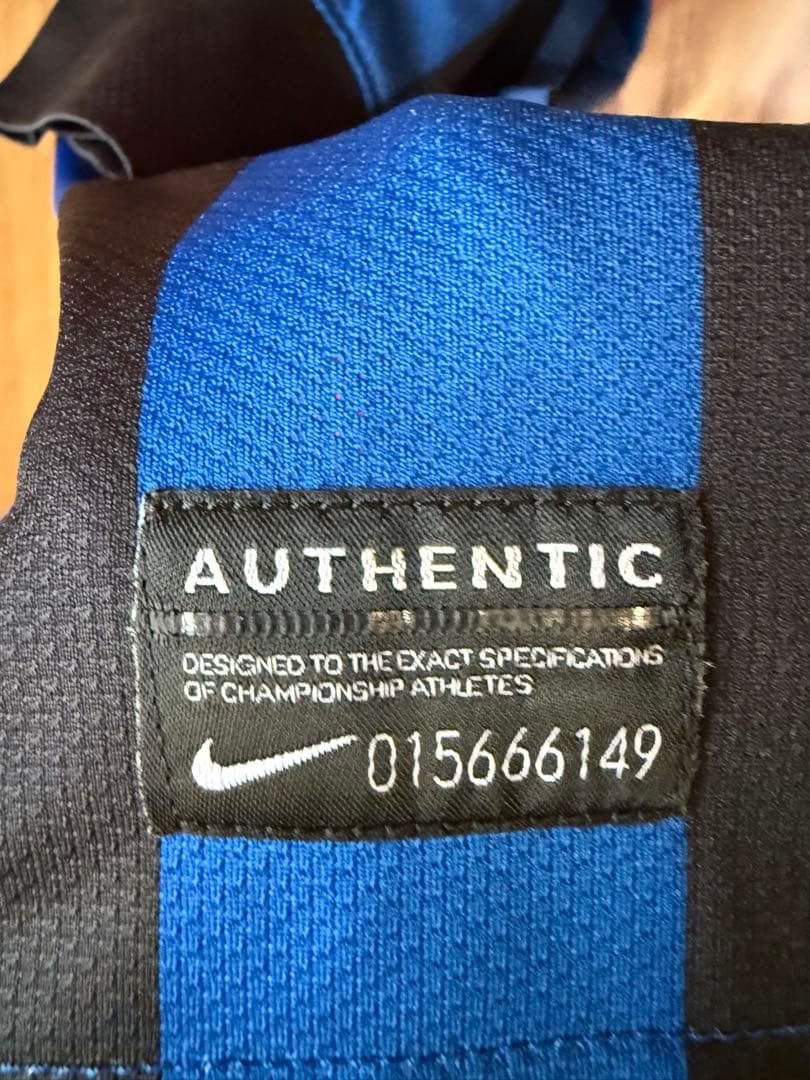 AUTHENTIC
DESIGNED TO THE EXACT SPECIFICATIONS
OF CHAMPIONSHIP ATHLETES
015666149